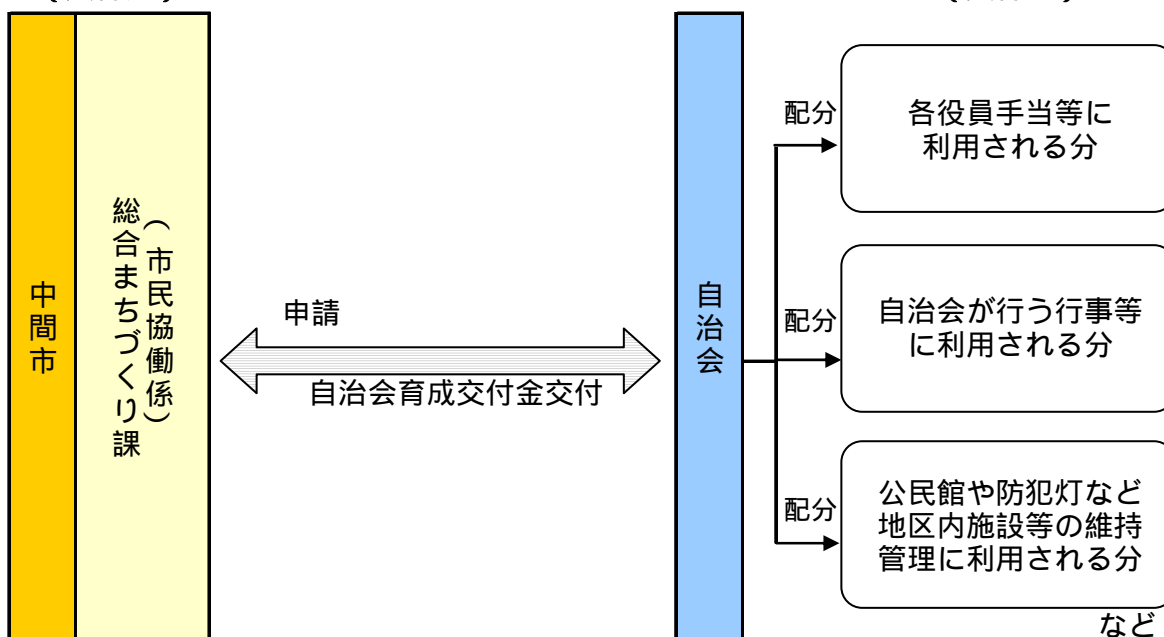 中間市
総合まちづくり課
（市民協働係）
申請
自治会育成交付金交付
自治会
配分
各役員手当等に
利用される分
配分
自治会が行う行事等
に利用される分
配分
公民館や防犯灯など
地区内施設等の維持
管理に利用される分
など